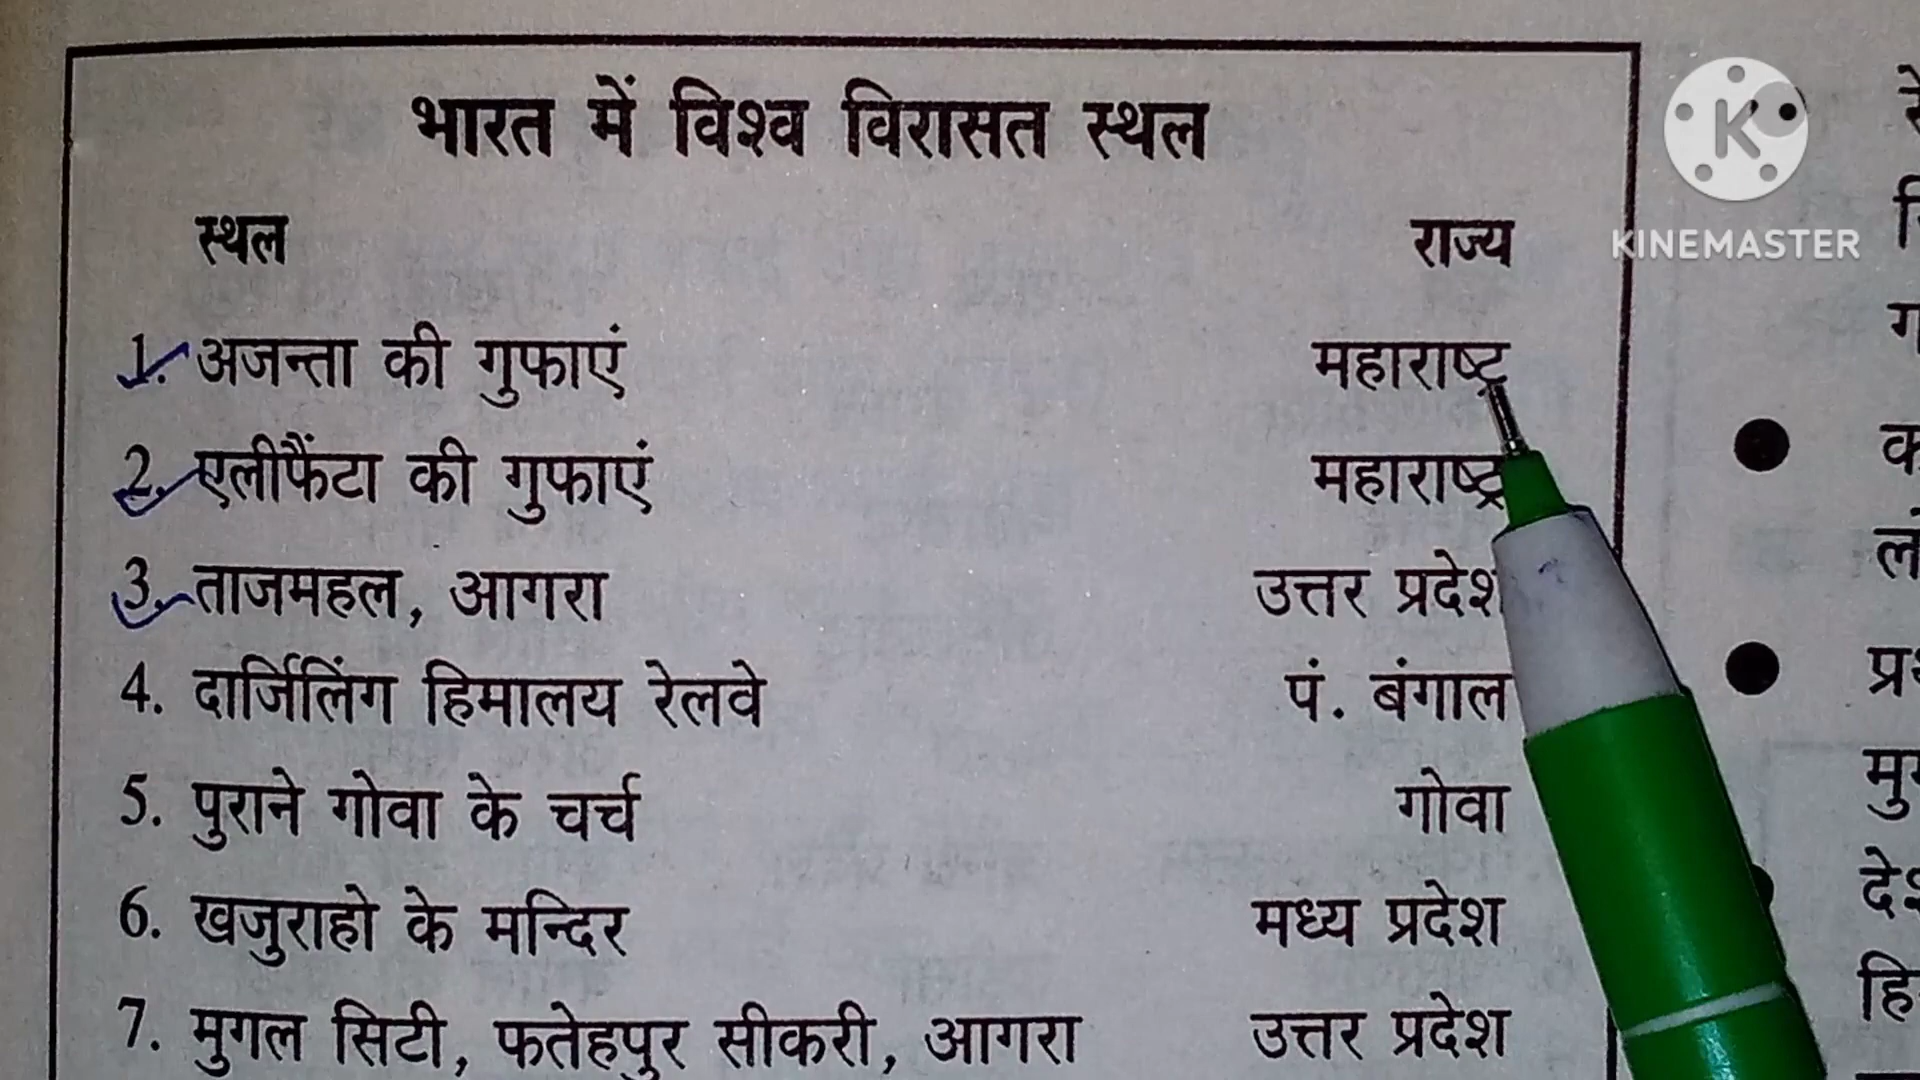 भारत में विश्व विरासत स्थल
स्थल राज्य
1. अजन्ता की गुफाएं महाराष्ट्र
2. एलीफैंटा की गुफाएं महाराष्ट्र
3. ताजमहल, आगरा उत्तर प्रदेश
4. दार्जिलिंग हिमालय रेलवे पं. बंगाल
5. पुराने गोवा के चर्च गोवा
6. खजुराहो के मन्दिर मध्य प्रदेश
7. मुगल सिटी, फतेहपुर सीकरी, आगरा उत्तर प्रदेश
K
KINEMASTER